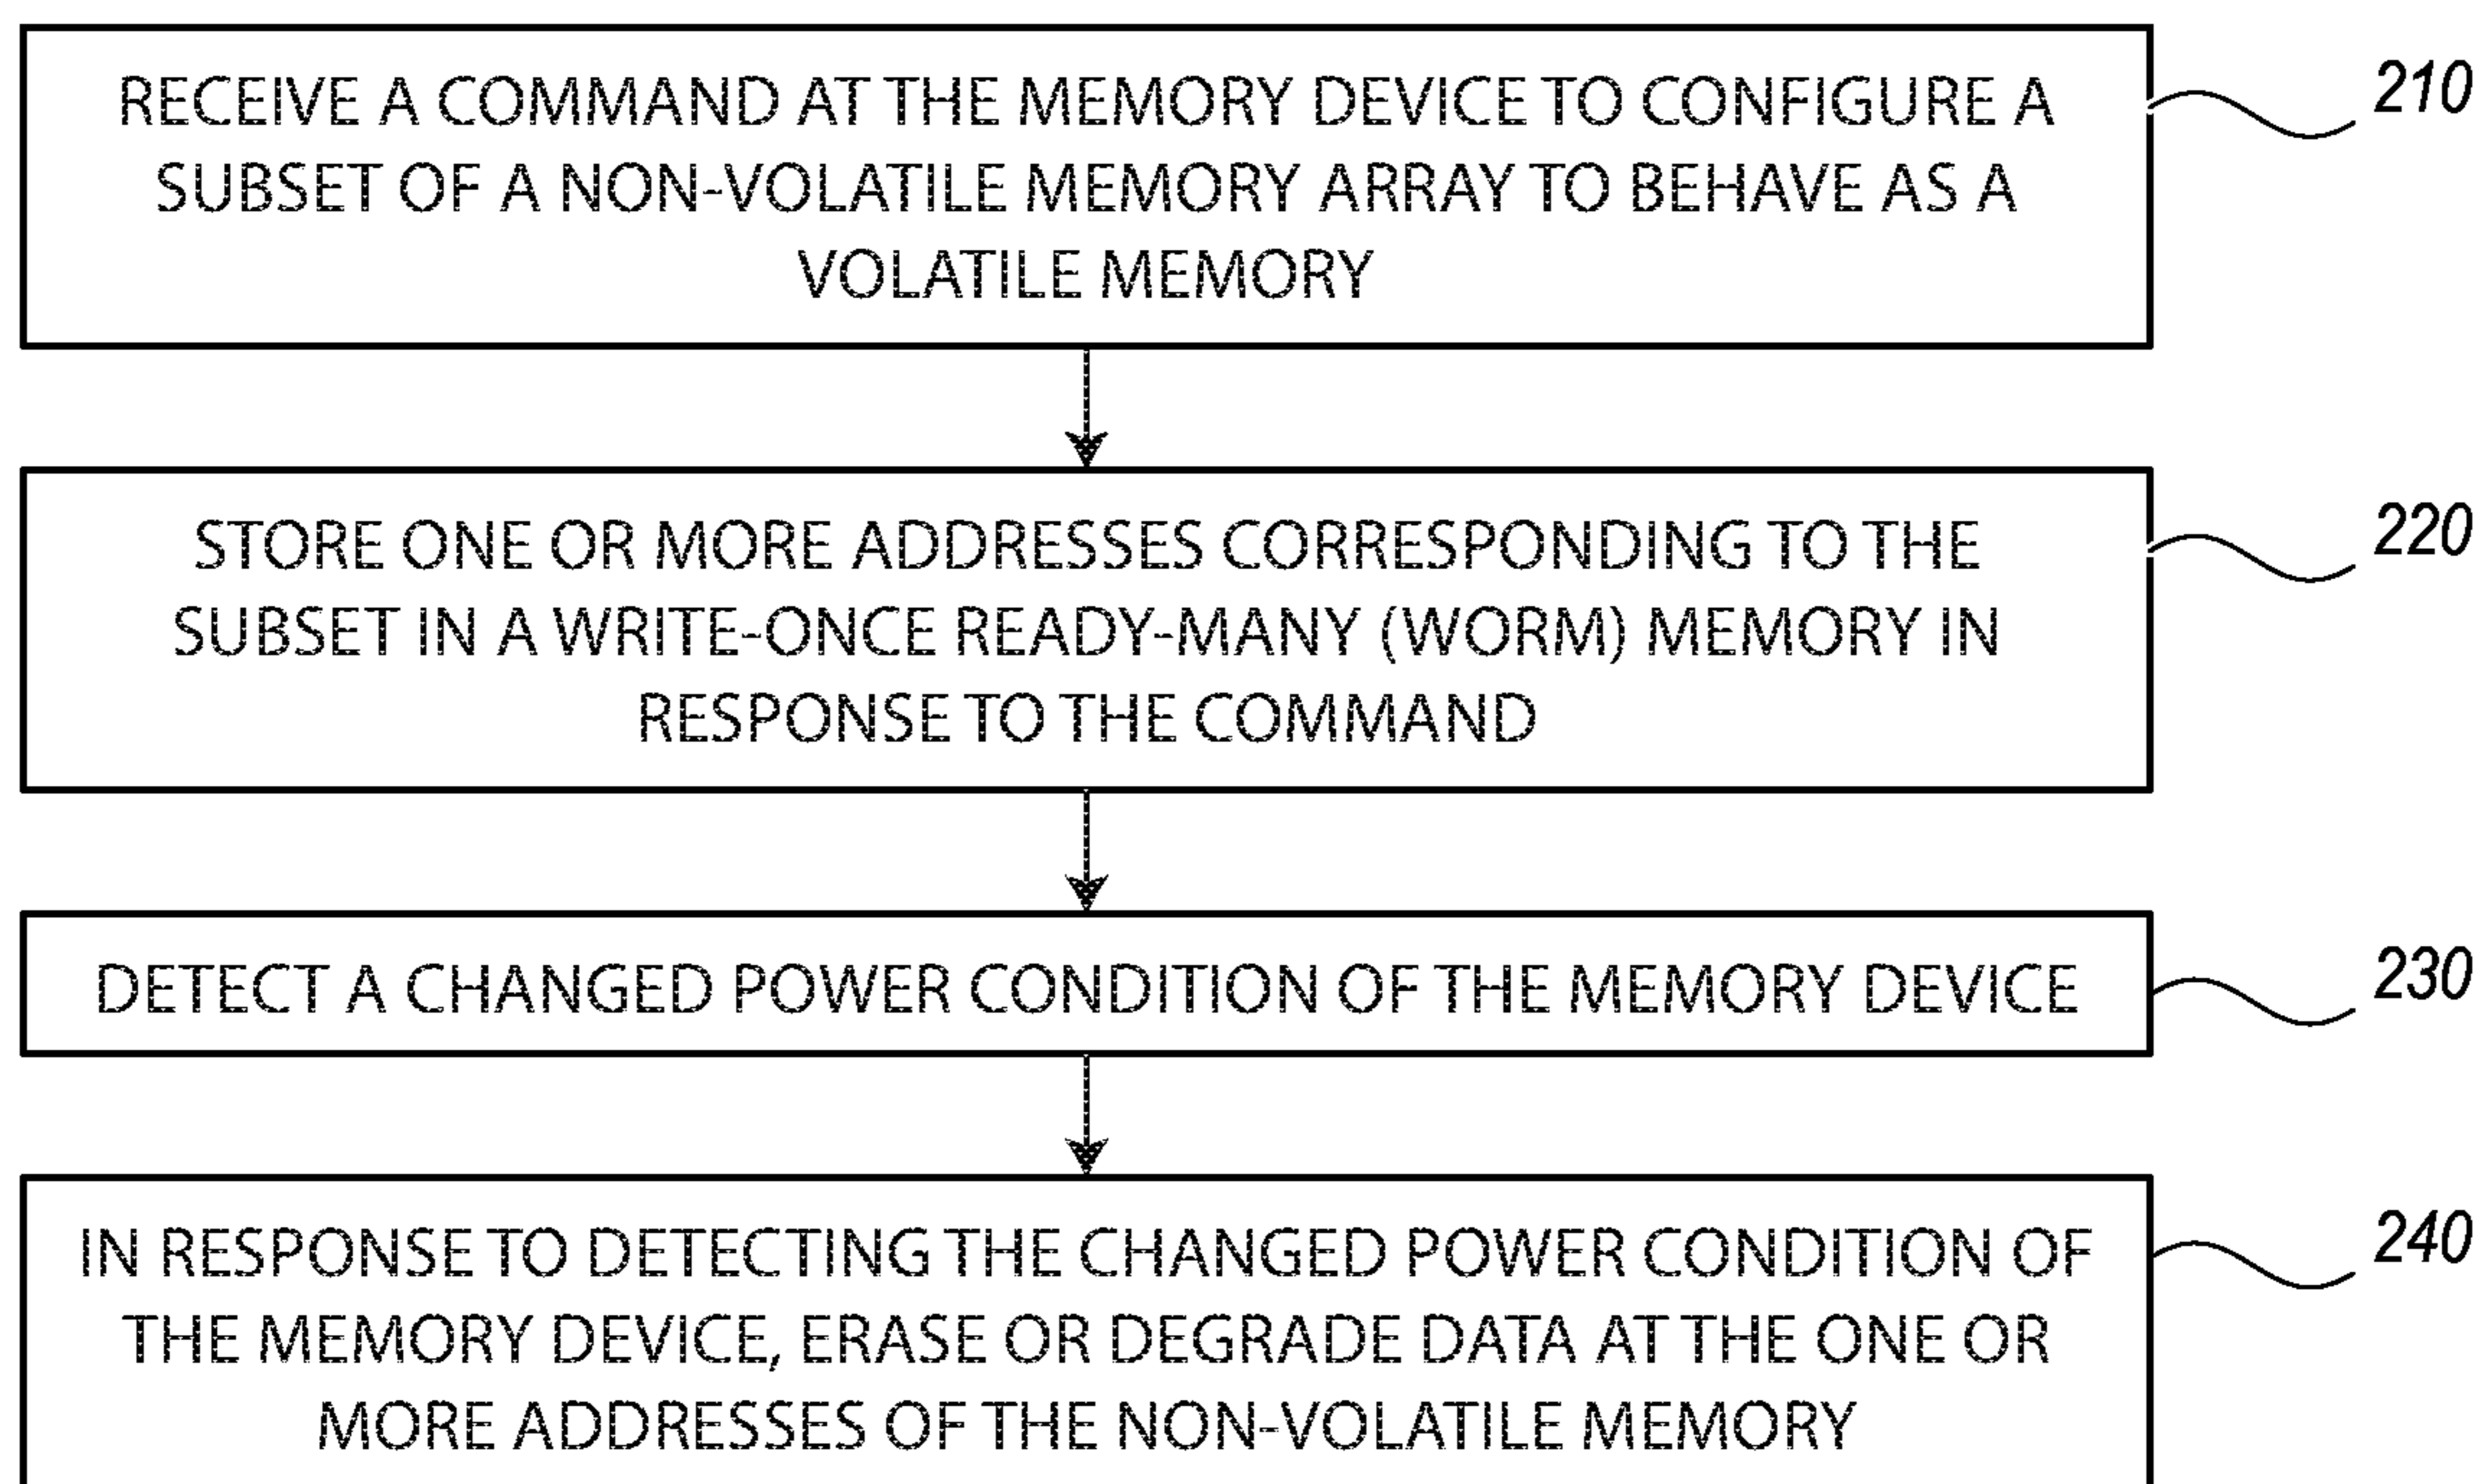 RECEIVE A COMMAND AT THE MEMORY DEVICE TO CONFIGURE A
SUBSET OF A NON-VOLATILE MEMORY ARRAY TO BEHAVE AS A
VOLATILE MEMORY
210
STORE ONE OR MORE ADDRESSES CORRESPONDING TO THE
SUBSET IN A WRITE-ONCE READY-MANY (WORM) MEMORY IN
RESPONSE TO THE COMMAND
220
DETECT A CHANGED POWER CONDITION OF THE MEMORY DEVICE
230
IN RESPONSE TO DETECTING THE CHANGED POWER CONDITION OF
THE MEMORY DEVICE, ERASE OR DEGRADE DATA AT THE ONE OR
MORE ADDRESSES OF THE NON-VOLATILE MEMORY
240